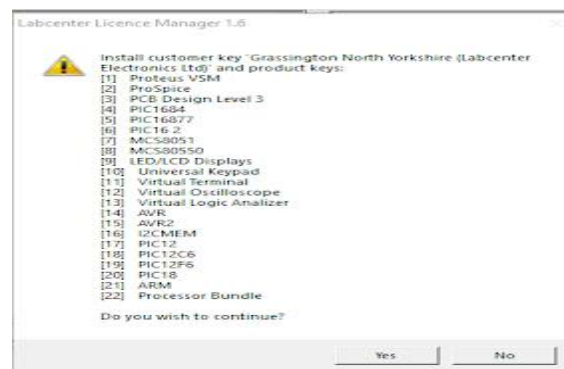 Labcenter Licence Manager 1.6
Install customer key 'Grassington North Yorkshire (Labcenter
Electronics Ltd)' and product keys:
[1] Proteus VSM
[2] ProSpice
[3] PCB Design Level 3
[4] PIC1684
[5] PIC16877
[6] PIC16 2
[7] MCS8051
[8] MCS80550
[9] LED/LCD Displays
[10] Universal Keypad
[11] Virtual Terminal
[12] Virtual Oscilloscope
[13] Virtual Logic Analizer
[14] AVR
[15] AVR2
[16] I2CMEM
[17] PIC12
[18] PIC12C6
[19] PIC12F6
[20] PIC18
[21] ARM
[22] Processor Bundle
Do you wish to continue?
Yes No